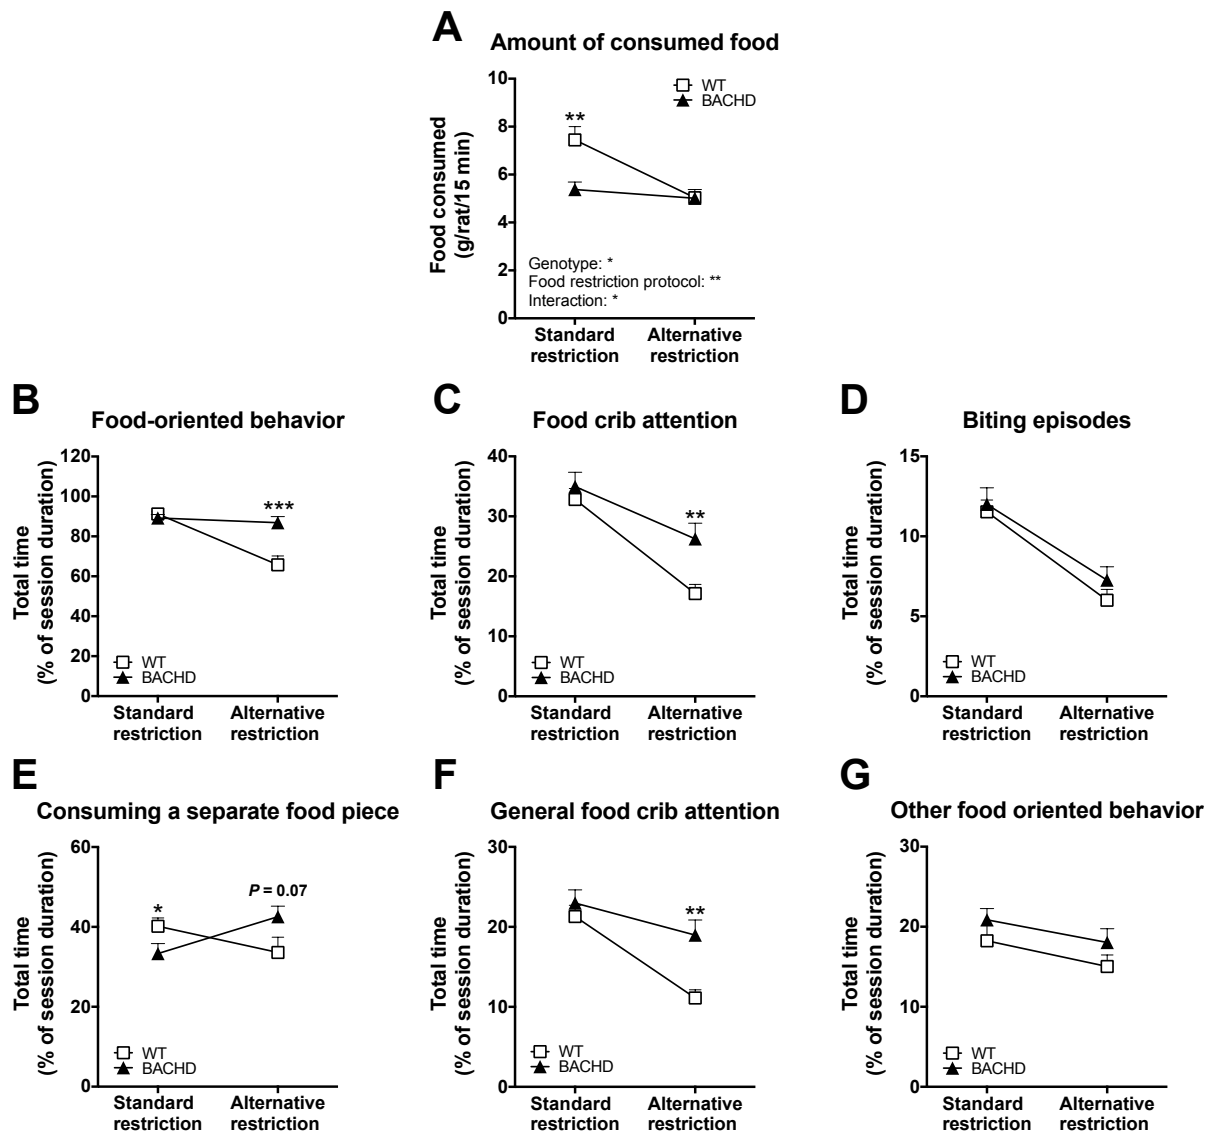 A
Amount of consumed food
Food consumed
(g/rat/15 min)
10
8
6
4
2
0
WT
BACHD
**
Genotype: *
Food restriction protocol: **
Interaction: *
Standard
restriction
Alternative
restriction
B
Food-oriented behavior
Total time
(% of session duration)
120
100
80
60
40
20
0
***
WT
BACHD
Standard
restriction
Alternative
restriction
C
Food crib attention
Total time
(% of session duration)
40
30
20
10
0
**
WT
BACHD
Standard
restriction
Alternative
restriction
D
Biting episodes
Total time
(% of session duration)
15
10
5
0
WT
BACHD
Standard
restriction
Alternative
restriction
E
Consuming a separate food piece
Total time
(% of session duration)
60
40
20
0
*
P = 0.07
WT
BACHD
Standard
restriction
Alternative
restriction
F
General food crib attention
Total time
(% of session duration)
30
20
10
0
**
WT
BACHD
Standard
restriction
Alternative
restriction
G
Other food oriented behavior
Total time
(% of session duration)
30
20
10
0
WT
BACHD
Standard
restriction
Alternative
restriction